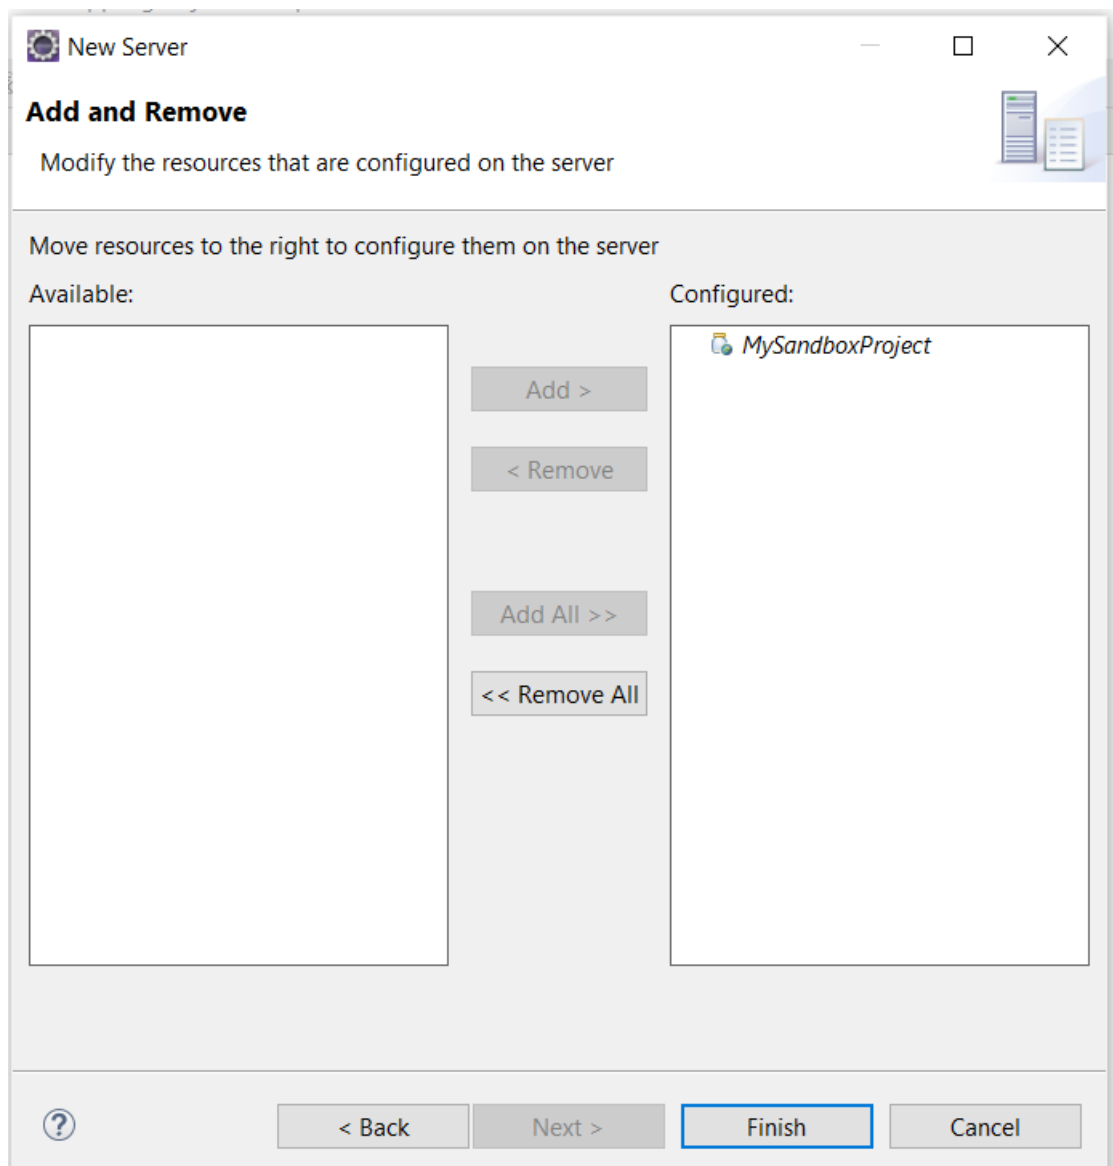 New Server
Add and Remove
Modify the resources that are configured on the server
Move resources to the right to configure them on the server
Available:
Configured:
MySandboxProject
Add >
< Remove
Add All >>
<< Remove All
?
< Back
Next >
Finish
Cancel